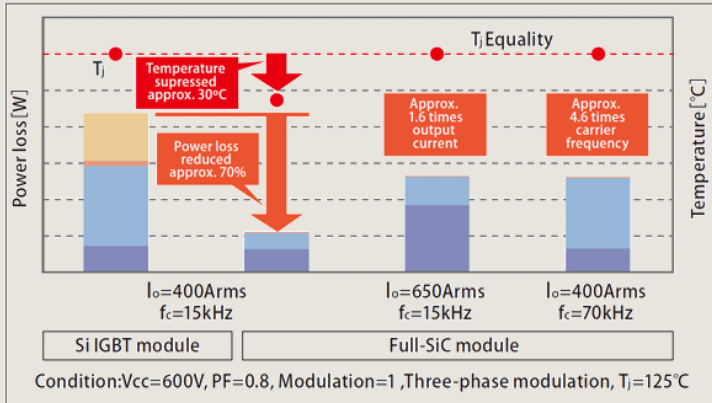 Power loss[W]
Temperature[℃]
Tj
Tj Equality
Temperature
supressed
approx. 30ºC
Power loss
reduced
approx. 70%
Approx.
1.6 times
output
current
Approx.
4.6 times
carrier
frequency
Io=400Arms
fc=15kHz
Io=650Arms
fc=15kHz
Io=400Arms
fc=70kHz
Si IGBT module
Full-SiC module
Condition:Vcc=600V, PF=0.8, Modulation=1 ,Three-phase modulation, Tj=125℃